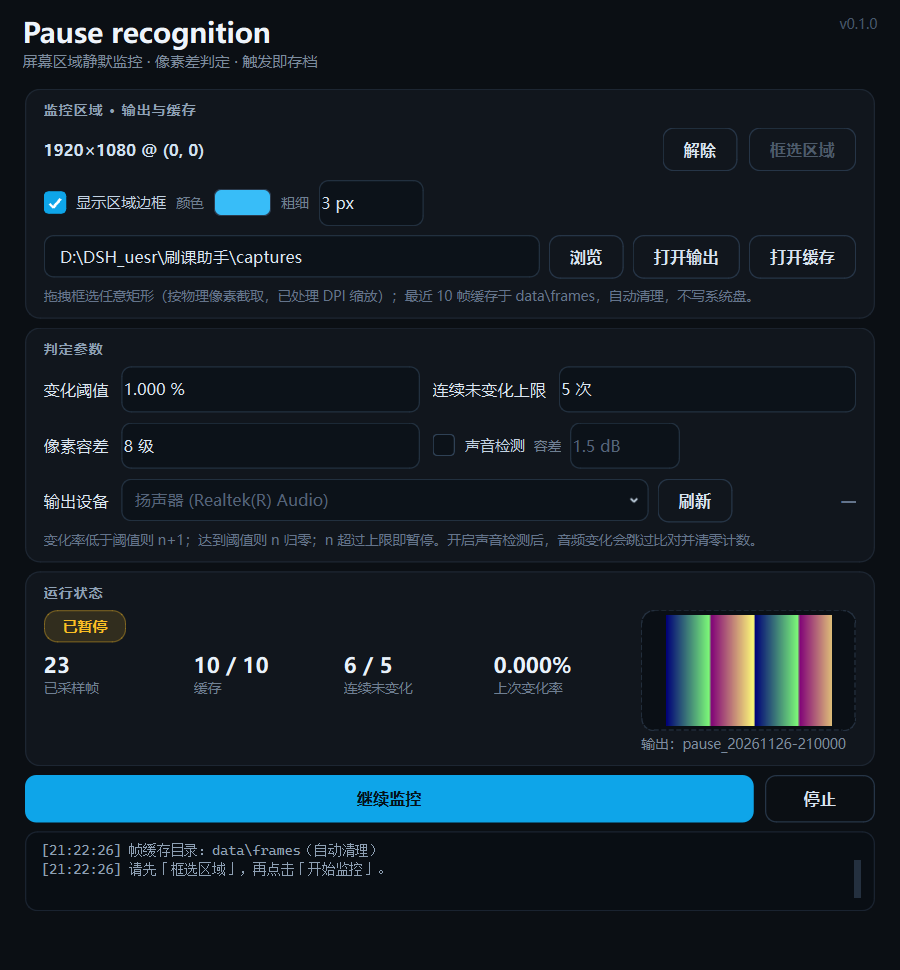 Pause recognition
v0.1.0
屏幕区域静默监控 · 像素差判定 · 触发即存档
监控区域 • 输出与缓存
1920×1080 @ (0, 0)
解除
框选区域
显示区域边框
颜色
粗细
3 px
D:\DSH_uesr\刷课助手\captures
浏览
打开输出
打开缓存
拖拽框选任意矩形（按物理像素截取，已处理 DPI 缩放）；最近 10 帧缓存于 data\frames，自动清理，不写系统盘。
判定参数
变化阈值
1.000 %
连续未变化上限
5 次
像素容差
8 级
声音检测
容差
1.5 dB
输出设备
扬声器 (Realtek(R) Audio)
刷新
—
变化率低于阈值则 n+1；达到阈值则 n 归零；n 超过上限即暂停。开启声音检测后，音频变化会跳过比对并清零计数。
运行状态
已暂停
23
10 / 10
6 / 5
0.000%
已采样帧
缓存
连续未变化
上次变化率
输出：pause_20261126-210000
继续监控
停止
[21:22:26] 帧缓存目录：data\frames（自动清理）
[21:22:26] 请先「框选区域」，再点击「开始监控」。